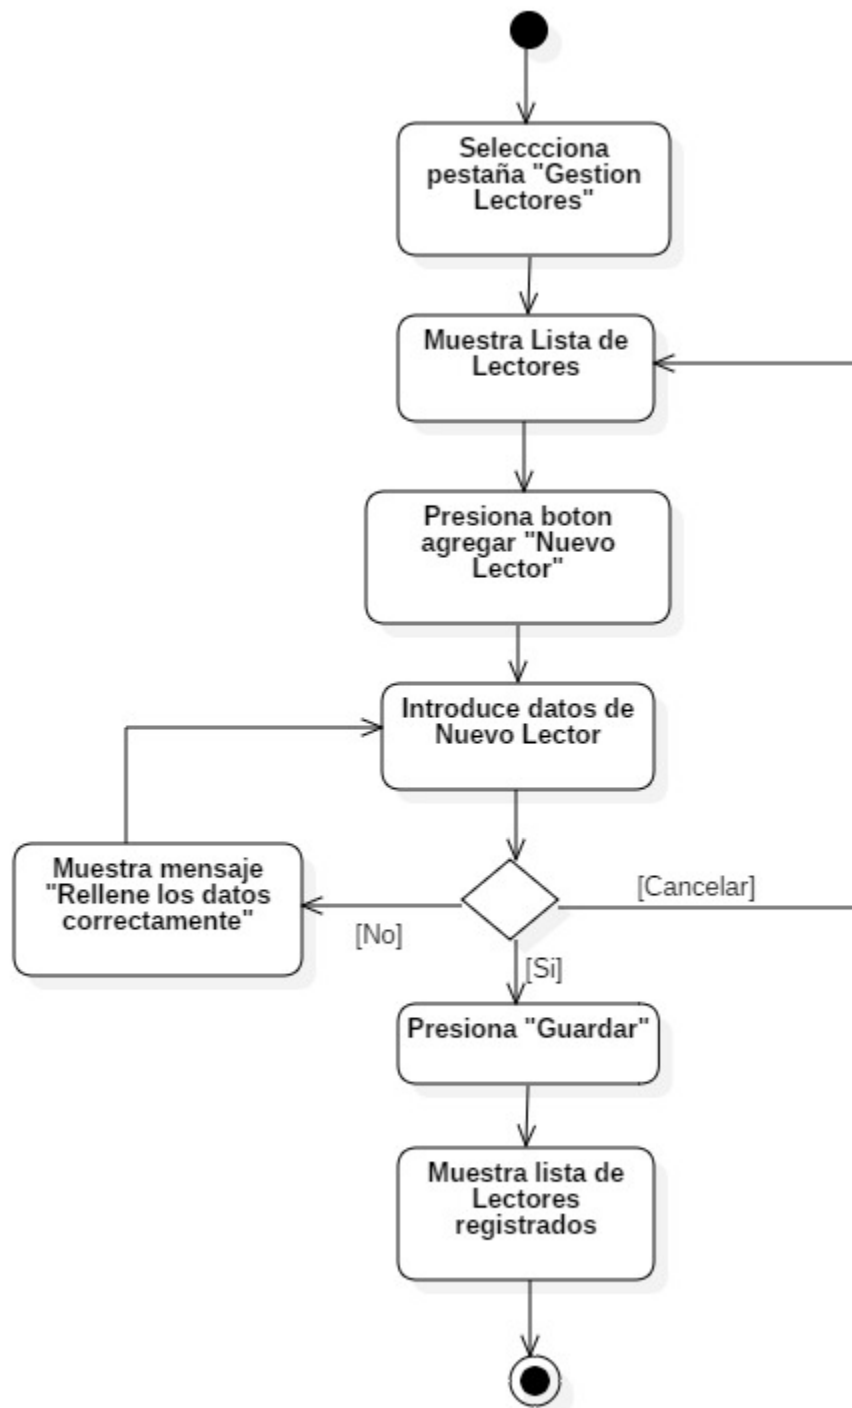 Seleccciona
pestaña "Gestion
Lectores"
Muestra Lista de
Lectores
Presiona boton
agregar "Nuevo
Lector"
Introduce datos de
Nuevo Lector
Muestra mensaje
"Rellene los datos
correctamente"
[No]
[Cancelar]
[Si]
Presiona "Guardar"
Muestra lista de
Lectores
registrados